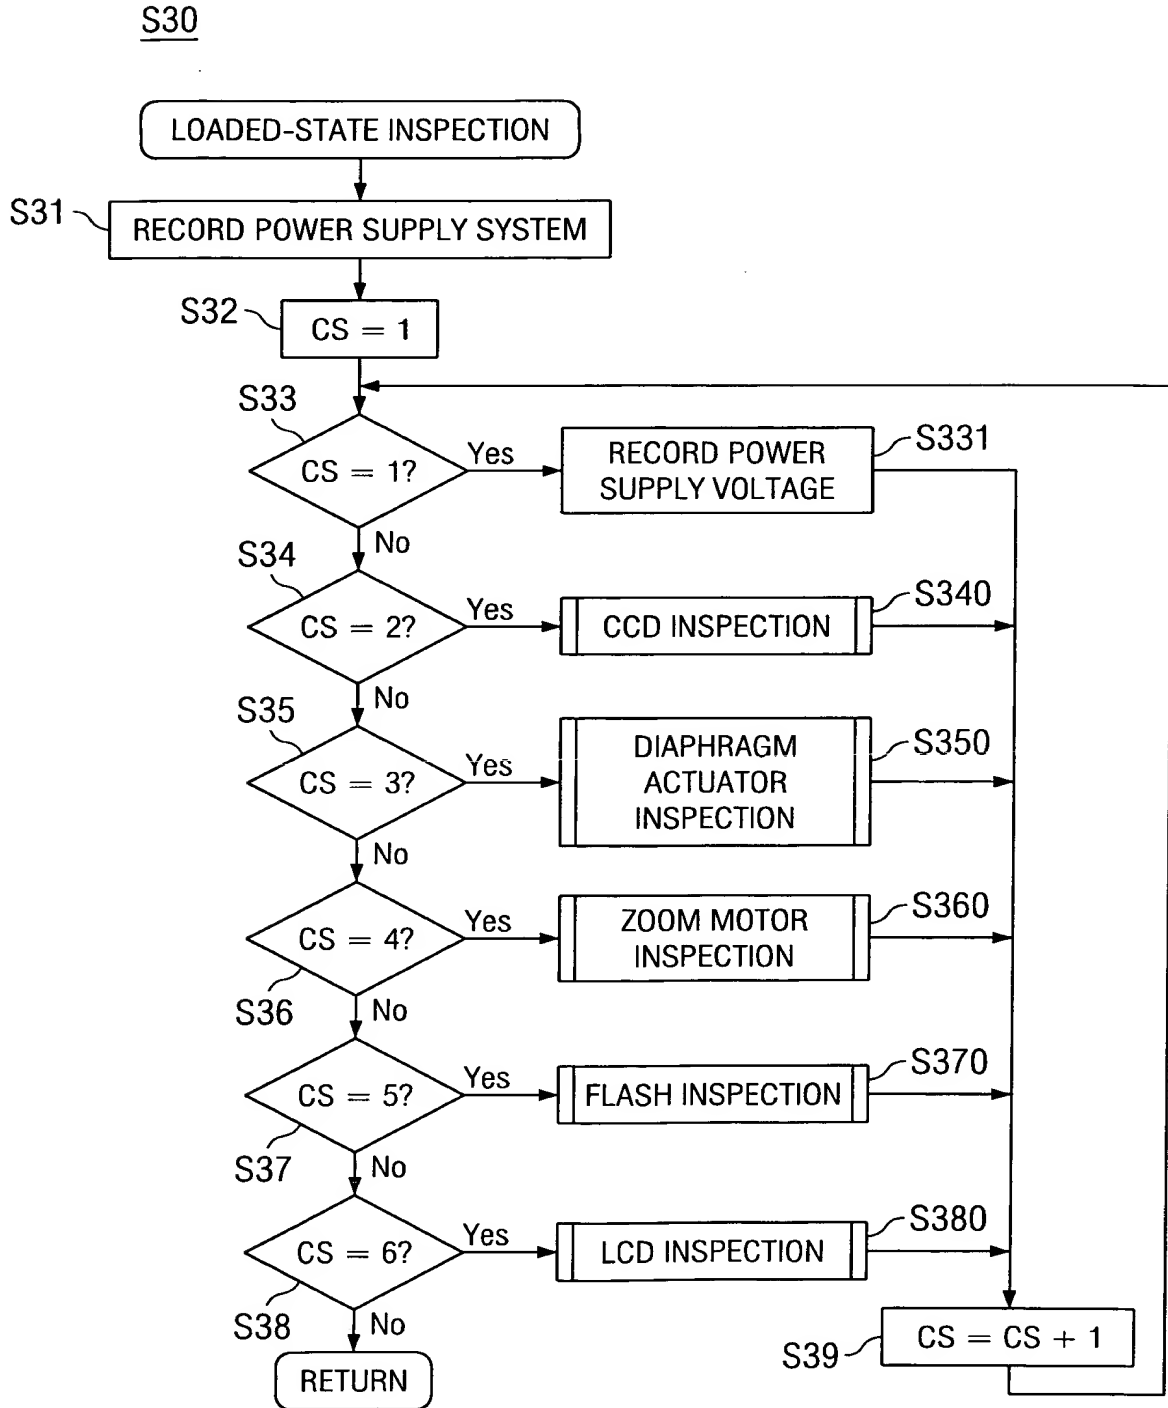 S30
LOADED-STATE INSPECTION
S31
RECORD POWER SUPPLY SYSTEM
S32
CS = 1
S33
CS = 1?
Yes
RECORD POWER
SUPPLY VOLTAGE
S331
No
S34
CS = 2?
Yes
CCD INSPECTION
S340
No
S35
CS = 3?
Yes
DIAPHRAGM
ACTUATOR
INSPECTION
S350
No
CS = 4?
Yes
ZOOM MOTOR
INSPECTION
S360
S36
No
CS = 5?
Yes
FLASH INSPECTION
S370
S37
No
CS = 6?
Yes
LCD INSPECTION
S380
S38
No
S39
CS = CS + 1
RETURN